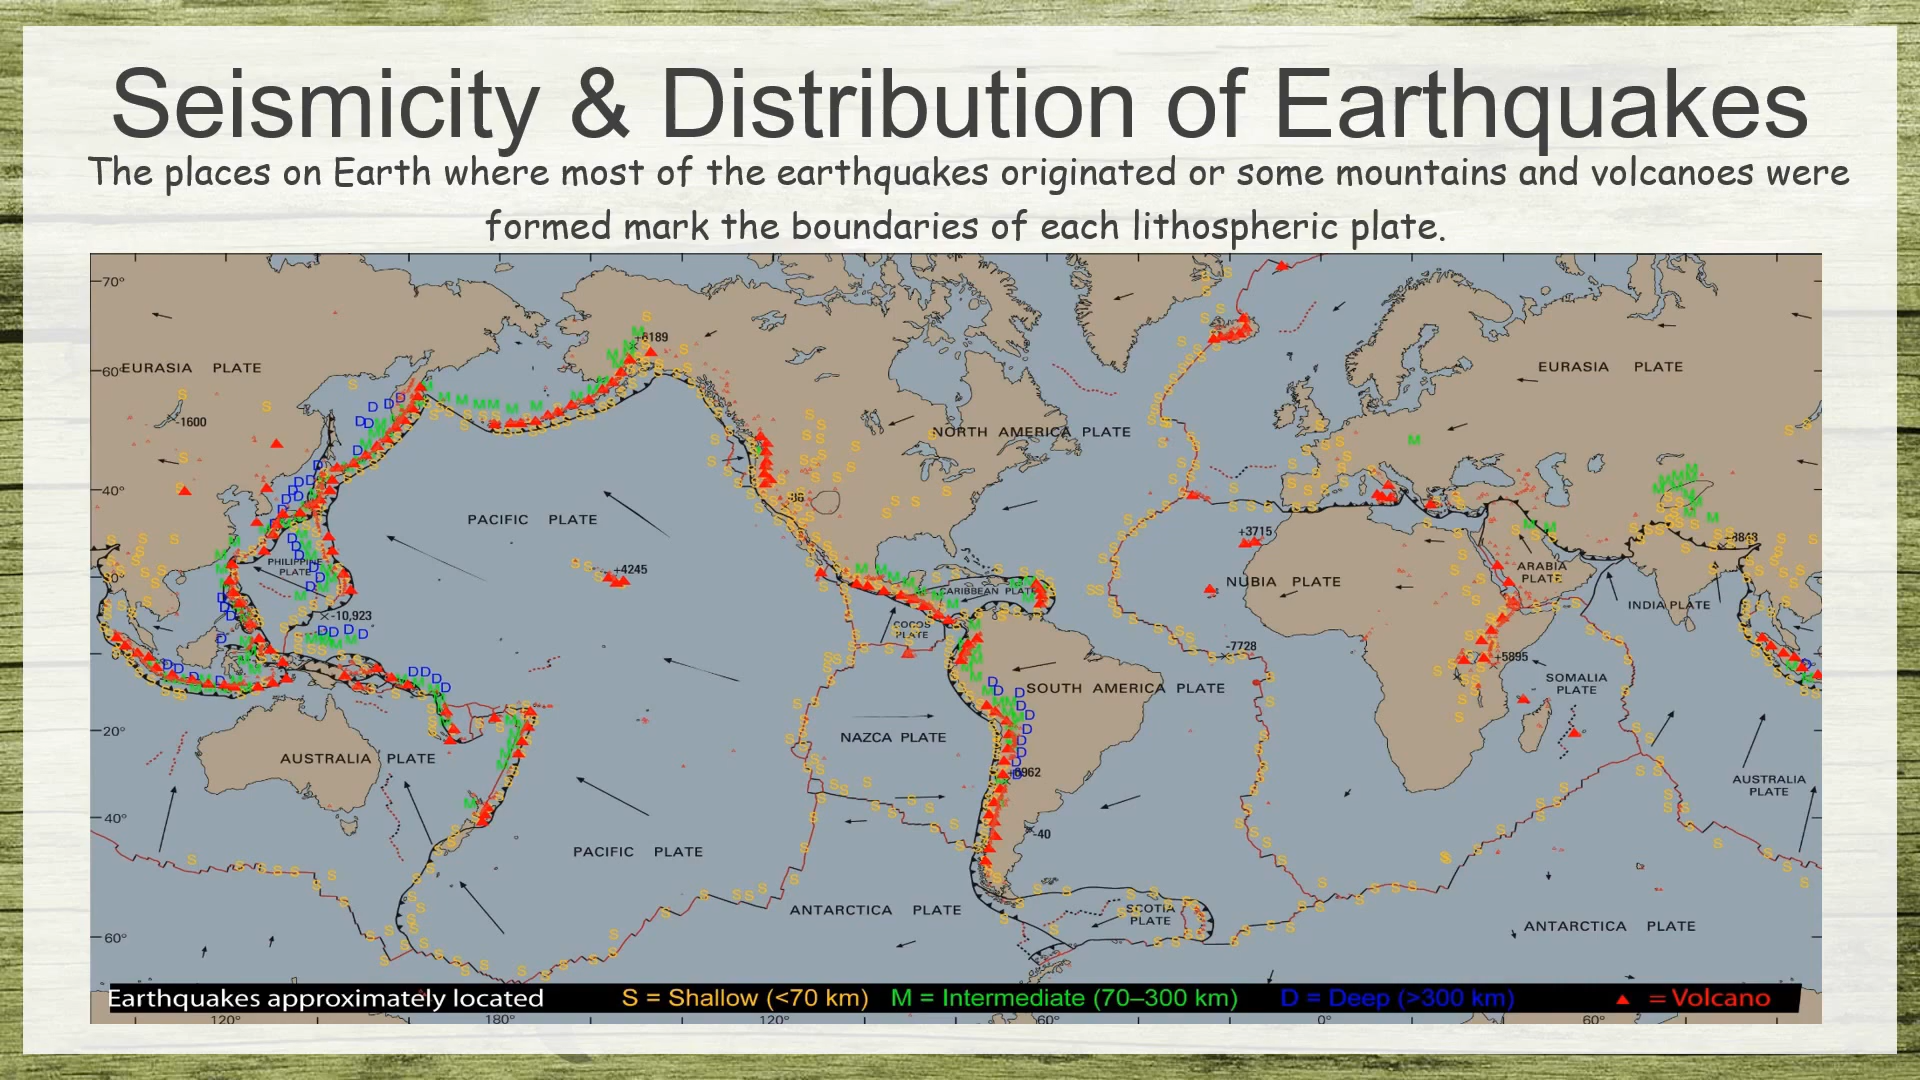 Seismicity & Distribution of Earthquakes
The places on Earth where most of the earthquakes originated or some mountains and volcanoes were
formed mark the boundaries of each lithospheric plate.
70°
+6189
60°
EURASIA PLATE
EURASIA PLATE
-1600
NORTH AMERICA PLATE
40°
-86
PACIFIC PLATE
+3715
PHILIPPINE
PLATE
+4245
ARABIA
PLATE
NUBIA PLATE
CARIBBEAN PLATE
INDIA PLATE
-10,923
COCOS
PLATE
-7728
+5895
SOMALIA
PLATE
SOUTH AMERICA PLATE
20°
NAZCA PLATE
AUSTRALIA PLATE
AUSTRALIA
PLATE
40°
-40
PACIFIC PLATE
ANTARCTICA PLATE
SCOTIA
PLATE
ANTARCTICA PLATE
60°
Earthquakes approximately located S = Shallow (<70 km) M = Intermediate (70–300 km) D = Deep (>300 km) ▲ = Volcano
120° 180° 120° 60° 0° 60°